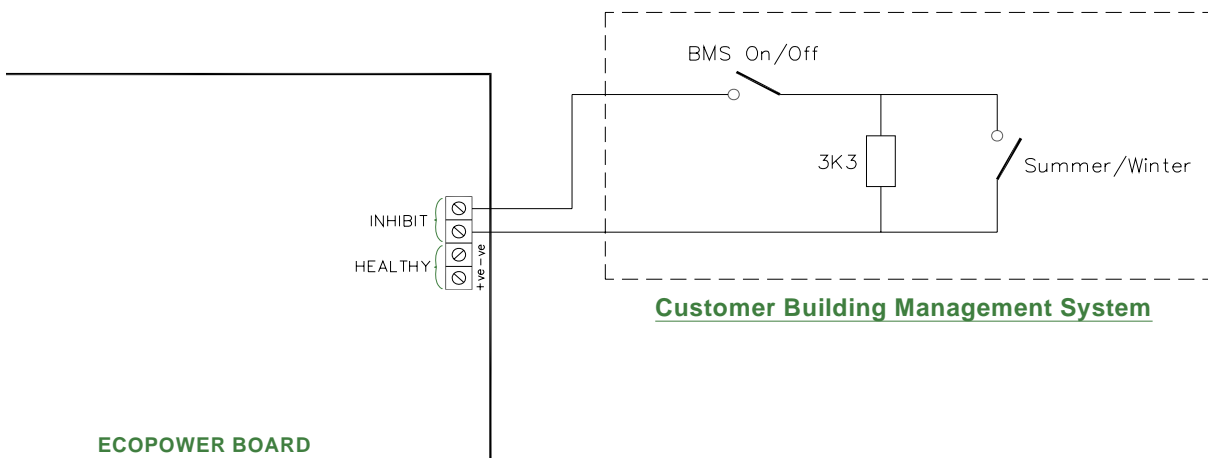 BMS On/Off
3K3
Summer/Winter
INHIBIT
HEALTHY
+ve -ve
Customer Building Management System
ECOPOWER BOARD